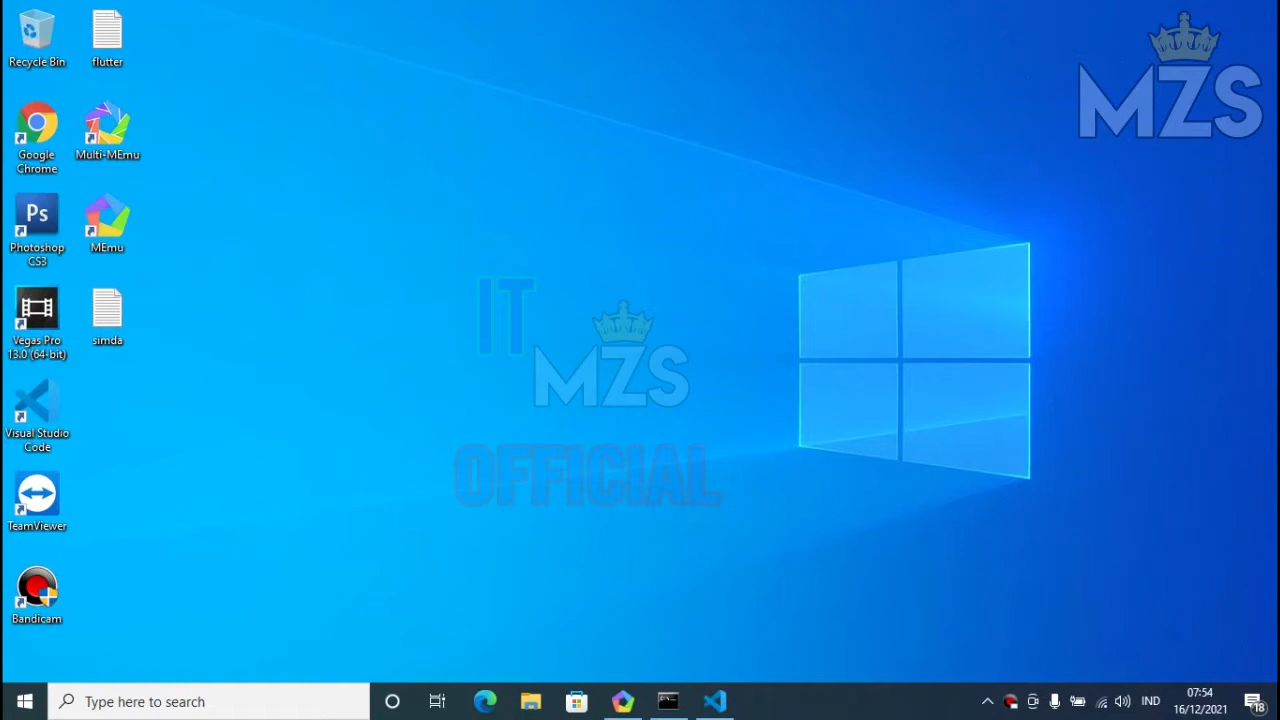 Recycle Bin
flutter
MZS
Google
Chrome
Multi-MEmu
Ps
Photoshop
CS3
MEmu
IT
MZS
OFFICIAL
Vegas Pro
13.0 (64-bit)
simda
Visual Studio
Code
TeamViewer
Bandicam
Type here to search
IND
07:54
16/12/2021
18